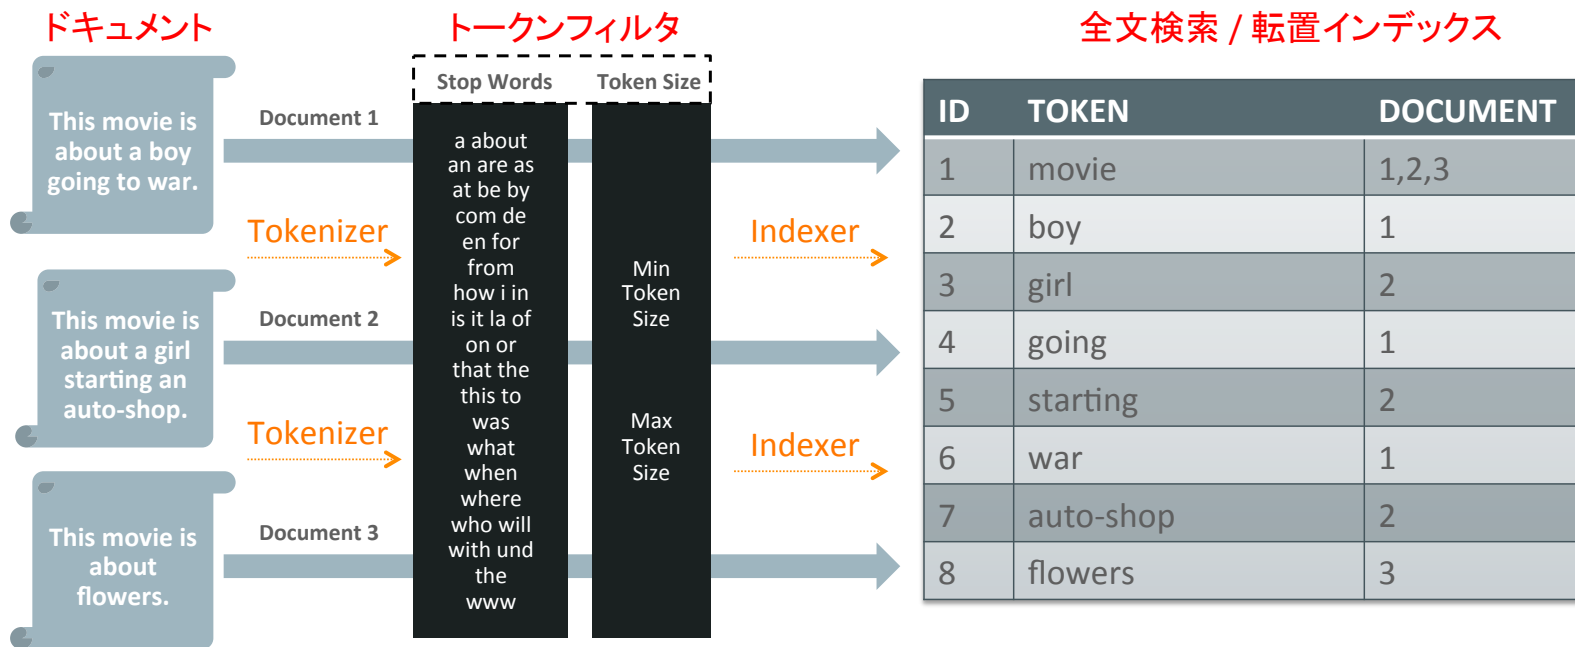 ドキュメント
トークンフィルタ
全文検索 / 転置インデックス
This movie is
about a boy
going to war.
Document 1
Tokenizer
This movie is
about a girl
starting an
auto-shop.
Document 2
Tokenizer
This movie is
about
flowers.
Document 3
Stop Words
a about
an are as
at be by
com de
en for
from
how i in
is it la of
on or
that the
this to
was
what
when
where
who will
with und
the
www
Token Size
Min
Token
Size
Max
Token
Size
Indexer
Indexer
ID TOKEN DOCUMENT
1 movie 1,2,3
2 boy 1
3 girl 2
4 going 1
5 starting 2
6 war 1
7 auto-shop 2
8 flowers 3